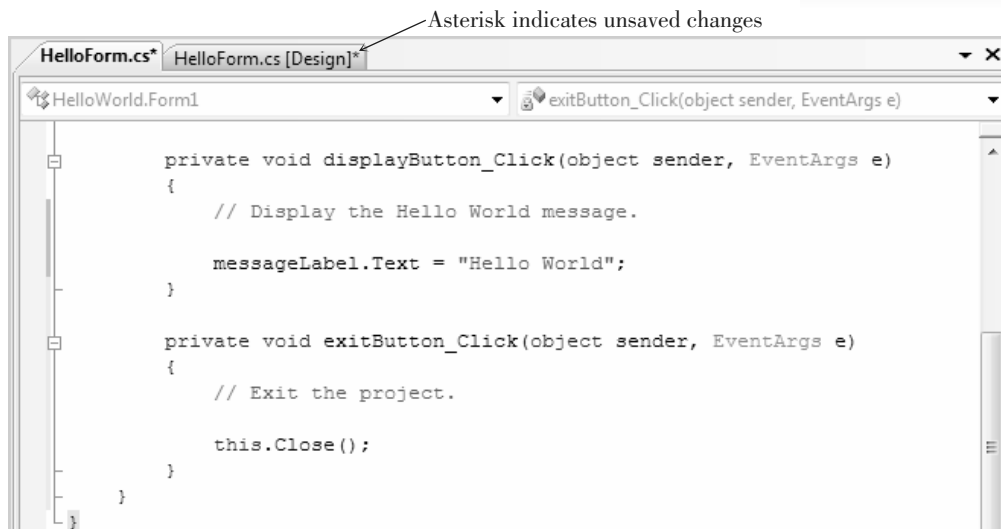 Asterisk indicates unsaved changes
HelloForm.cs* HelloForm.cs [Design]*
HelloWorld.Form1 exitButton_Click(object sender, EventArgs e)
private void displayButton_Click(object sender, EventArgs e)
{
// Display the Hello World message.
messageLabel.Text = "Hello World";
}
private void exitButton_Click(object sender, EventArgs e)
{
// Exit the project.
this.Close();
}
}
}